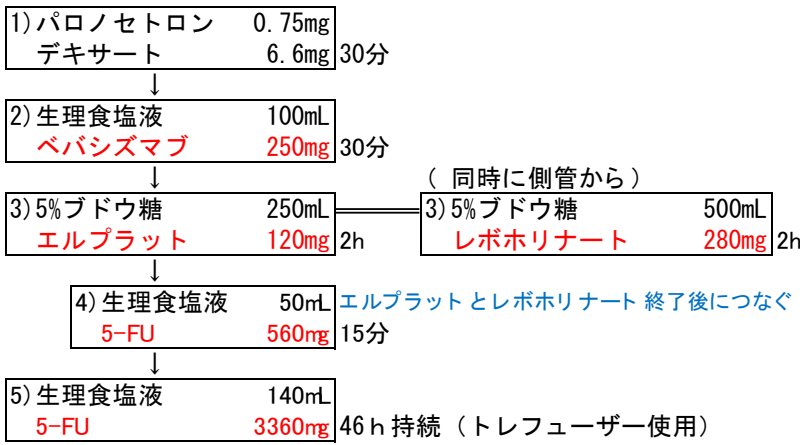 1)パロノセトロン 0.75mg
デキサート 6.6mg 30分
↓
2)生理食塩液 100mL
ベバシズマブ 250mg 30分
↓
(同時に側管から)
3)5%ブドウ糖 250mL 3)5%ブドウ糖 500mL
エルプラット 120mg 2h レボホリナート 280mg 2h
↓
4)生理食塩液 50mL エルプラットとレボホリナート終了後につなぐ
5-FU 560mg 15分
↓
5)生理食塩液 140mL
5-FU 3360mg 46h持続(トレフューザー使用)